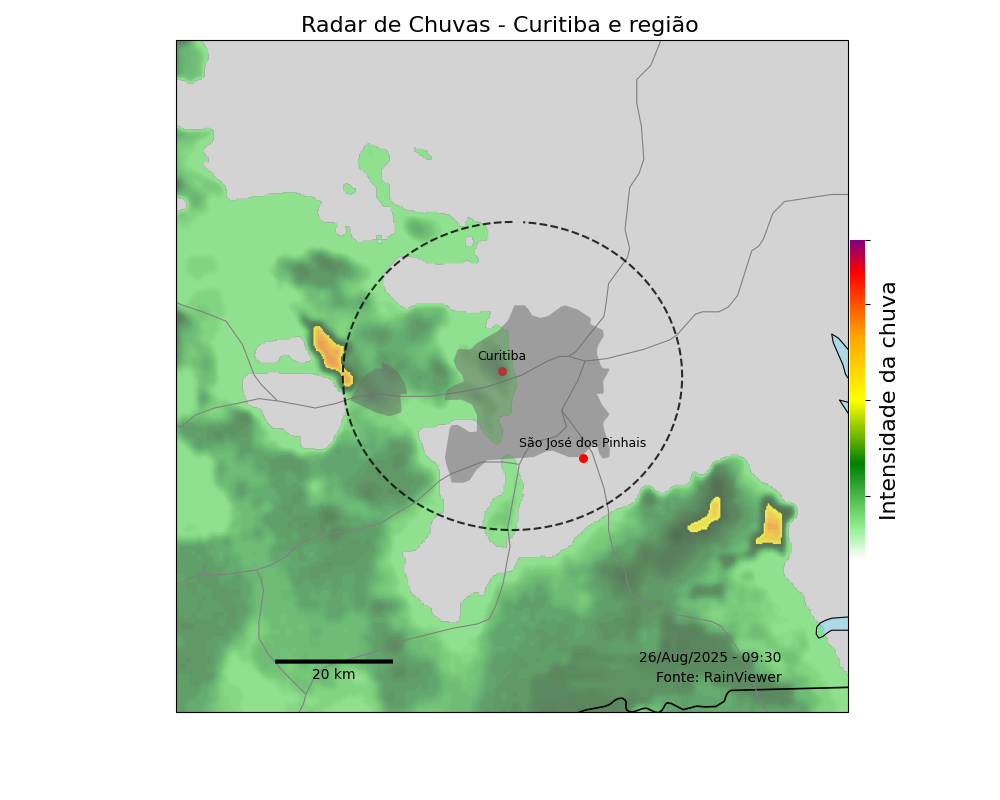 Radar de Chuvas - Curitiba e região
Curitiba
São José dos Pinhais
Intensidade da chuva
26/Aug/2025 - 09:30
Fonte: RainViewer
20 km